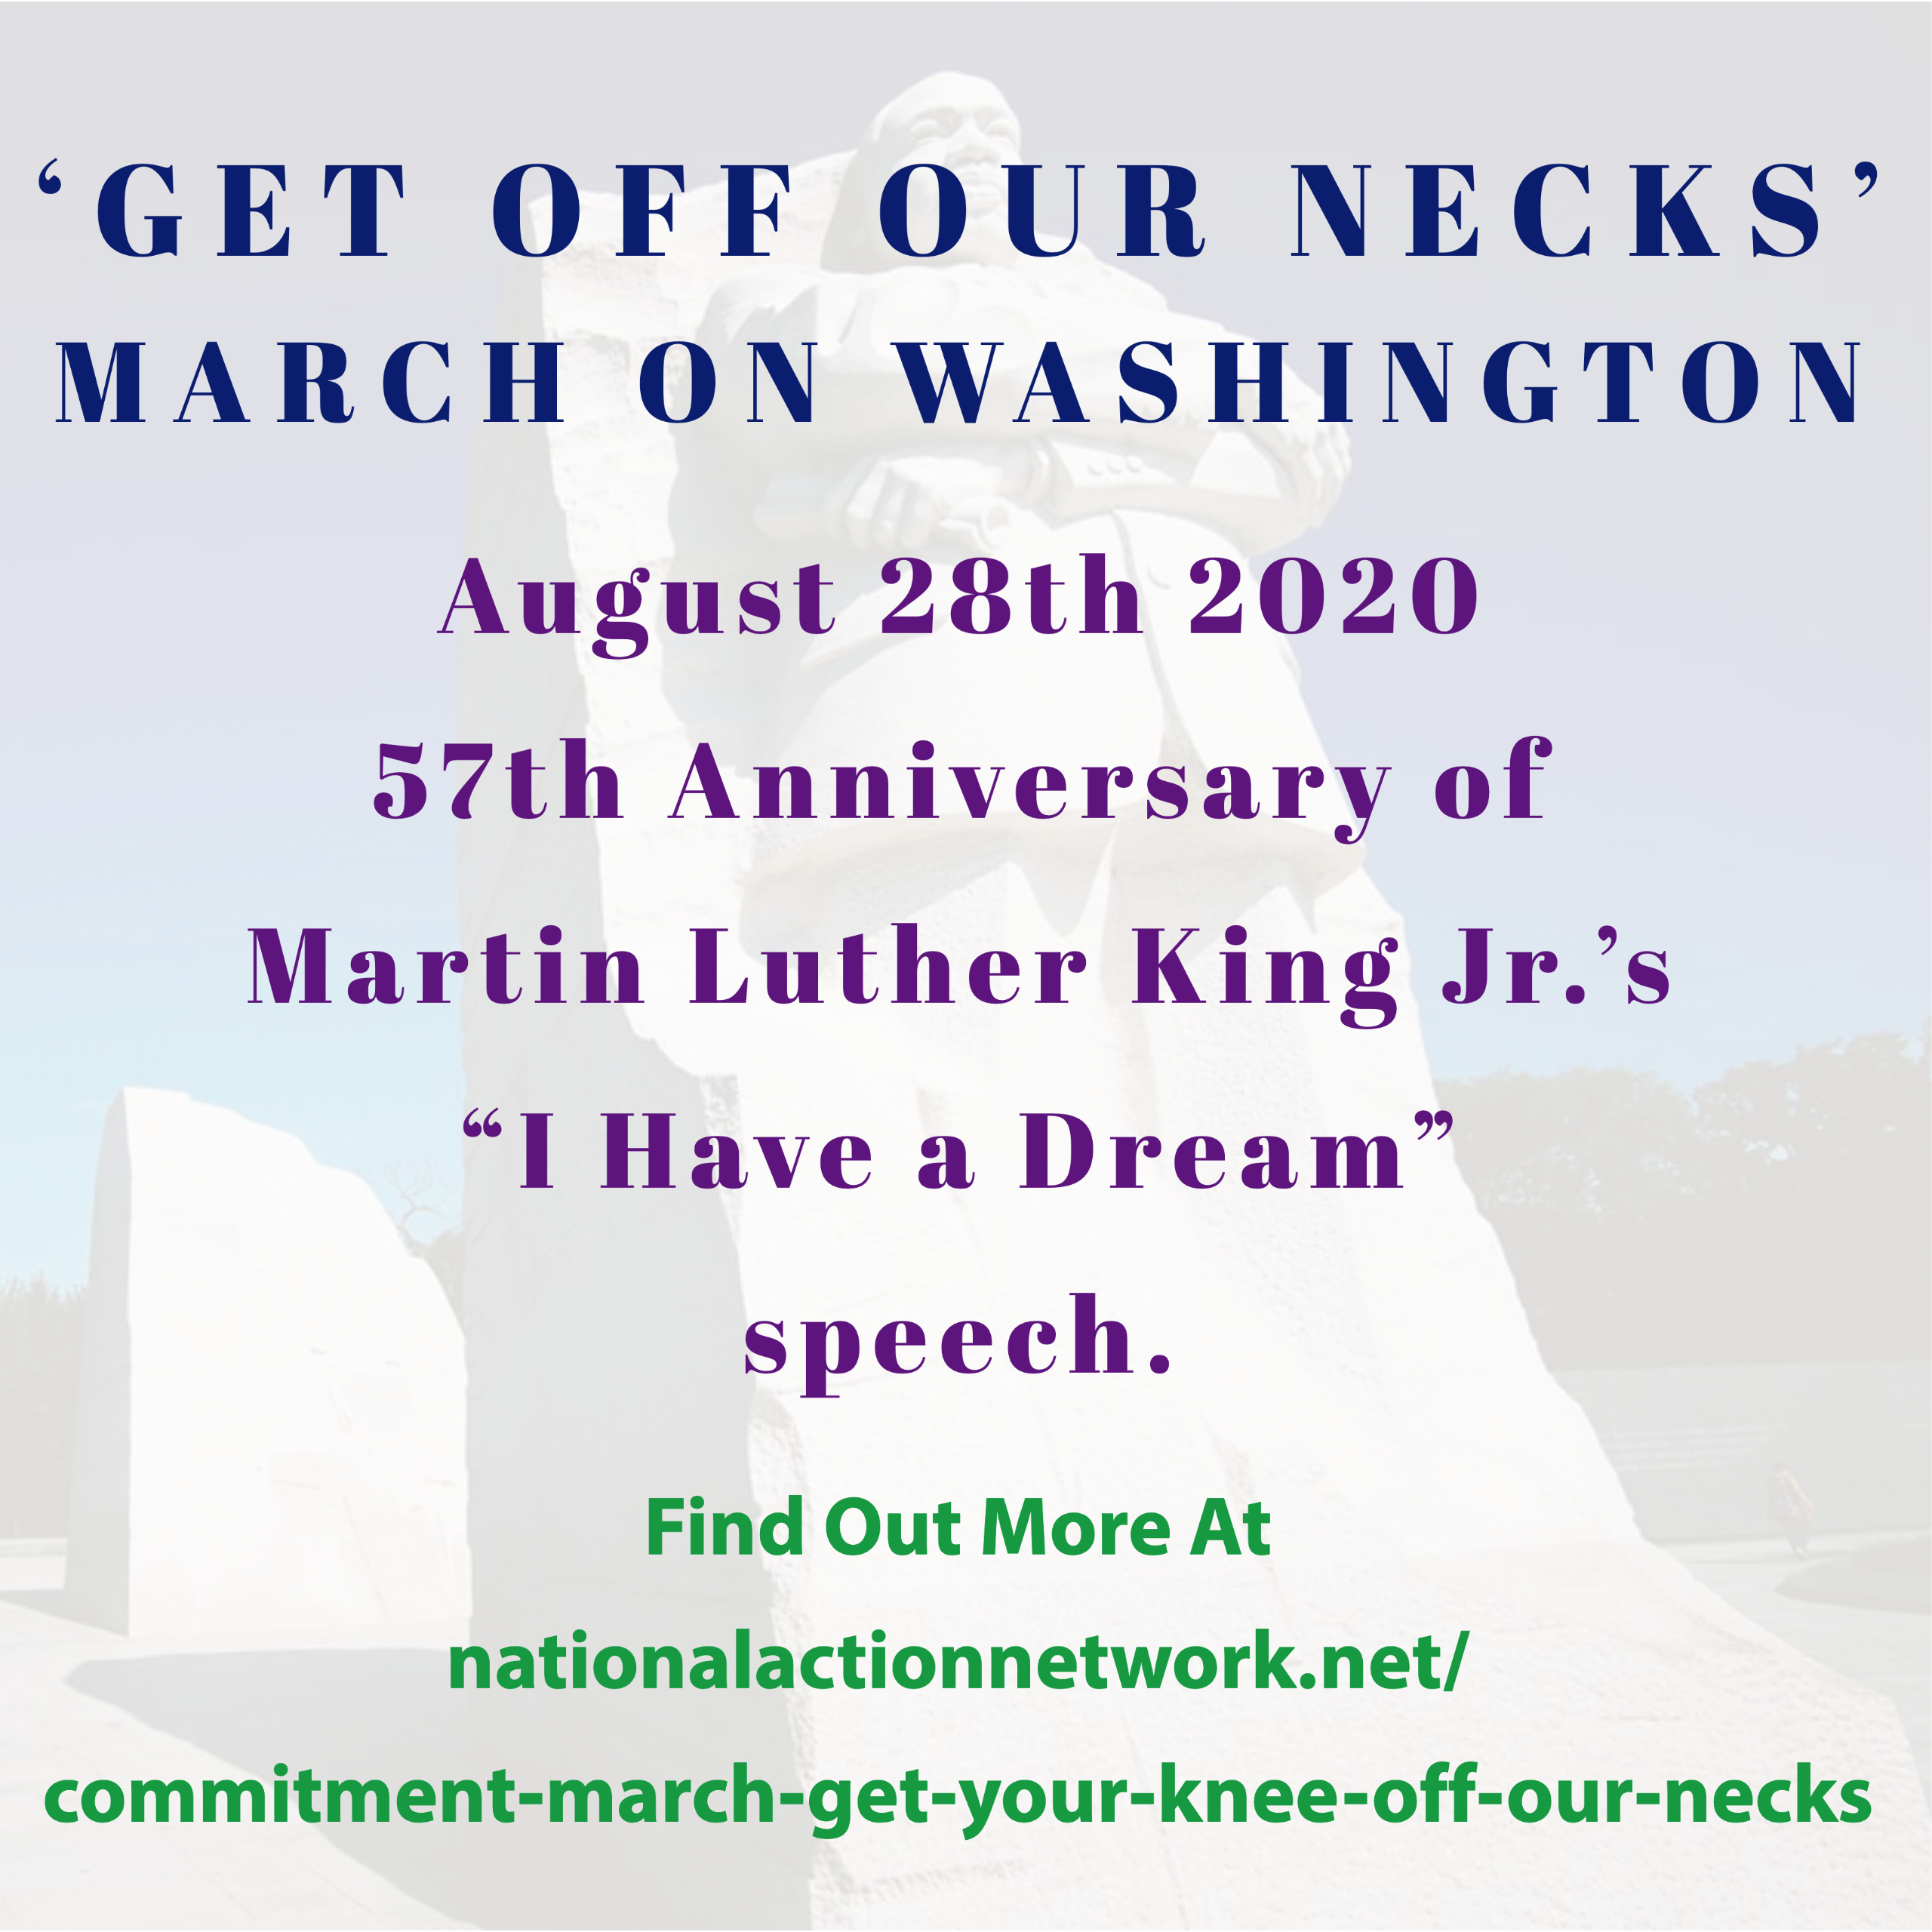 ‘GET OFF OUR NECKS’
MARCH ON WASHINGTON
August 28th 2020
57th Anniversary of
Martin Luther King Jr.’s
“I Have a Dream”
speech.
Find Out More At
nationalactionnetwork.net/
commitment-march-get-your-knee-off-our-necks